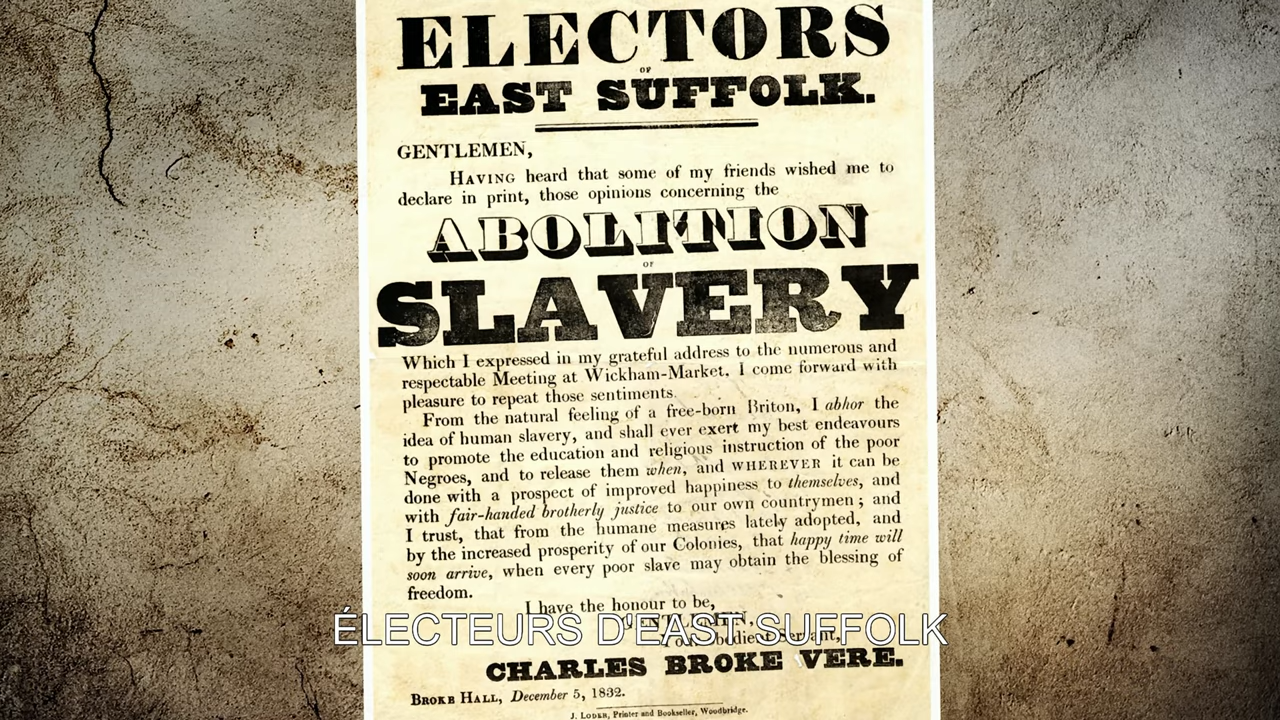 ELECTORS
OF
EAST SUFFOLK.
GENTLEMEN,
HAVING heard that some of my friends wished me to
declare in print, those opinions concerning the
ABOLITION
OF
SLAVERY
Which I expressed in my grateful address to the numerous and
respectable Meeting at Wickham-Market, I come forward with
pleasure to repeat those sentiments.
From the natural feeling of a free-born Briton, I abhor the
idea of human slavery, and shall ever exert my best endeavours
to promote the education and religious instruction of the poor
Negroes, and to release them when, and WHEREVER it can be
done with a prospect of improved happiness to themselves, and
with fair-handed brotherly justice to our own countrymen; and
I trust, that from the humane measures lately adopted, and
by the increased prosperity of our Colonies, that happy time will
soon arrive, when every poor slave may obtain the blessing of
freedom.
I have the honour to be,
GENTLEMEN,
ÉLECTEURS D'EAST SUFFOLK
Your obedient Servant,
CHARLES BROKE VERE.
BROKE HALL, December 5, 1832.
J. LODER, Printer and Bookseller, Woodbridge.